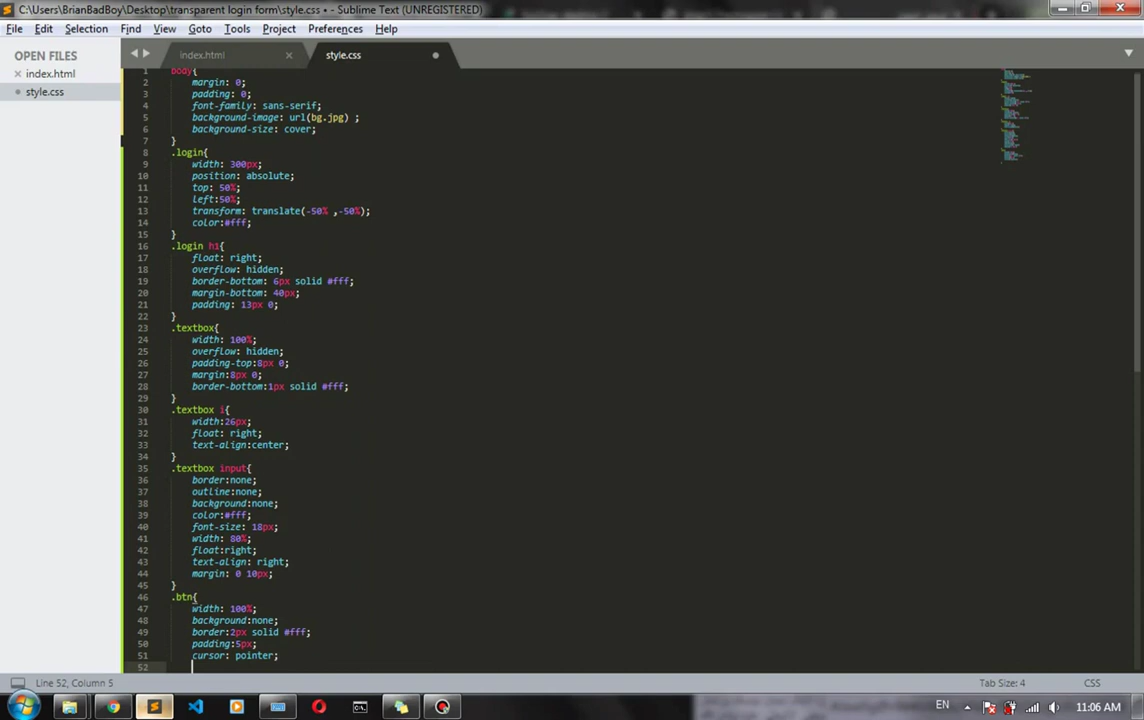 C:\Users\BrianBadBoy\Desktop\transparent login form\style.css • - Sublime Text (UNREGISTERED)
File Edit Selection Find View Goto Tools Project Preferences Help
OPEN FILES
index.html
style.css
index.html
style.css
1 body{
2 margin: 0;
3 padding: 0;
4 font-family: sans-serif;
5 background-image: url(bg.jpg) ;
6 background-size: cover;
7 }
8 .login{
9 width: 300px;
10 position: absolute;
11 top: 50%;
12 left:50%;
13 transform: translate(-50% ,-50%);
14 color:#fff;
15 }
16 .login h1{
17 float: right;
18 overflow: hidden;
19 border-bottom: 6px solid #fff;
20 margin-bottom: 40px;
21 padding: 13px 0;
22 }
23 .textbox{
24 width: 100%;
25 overflow: hidden;
26 padding-top:8px 0;
27 margin:8px 0;
28 border-bottom:1px solid #fff;
29 }
30 .textbox i{
31 width:26px;
32 float: right;
33 text-align:center;
34 }
35 .textbox input{
36 border:none;
37 outline:none;
38 background:none;
39 color:#fff;
40 font-size: 18px;
41 width: 80%;
42 float:right;
43 text-align: right;
44 margin: 0 10px;
45 }
46 .btn{
47 width: 100%;
48 background:none;
49 border:2px solid #fff;
50 padding:5px;
51 cursor: pointer;
52
Line 52, Column 5
Tab Size: 4
CSS
EN
11:06 AM